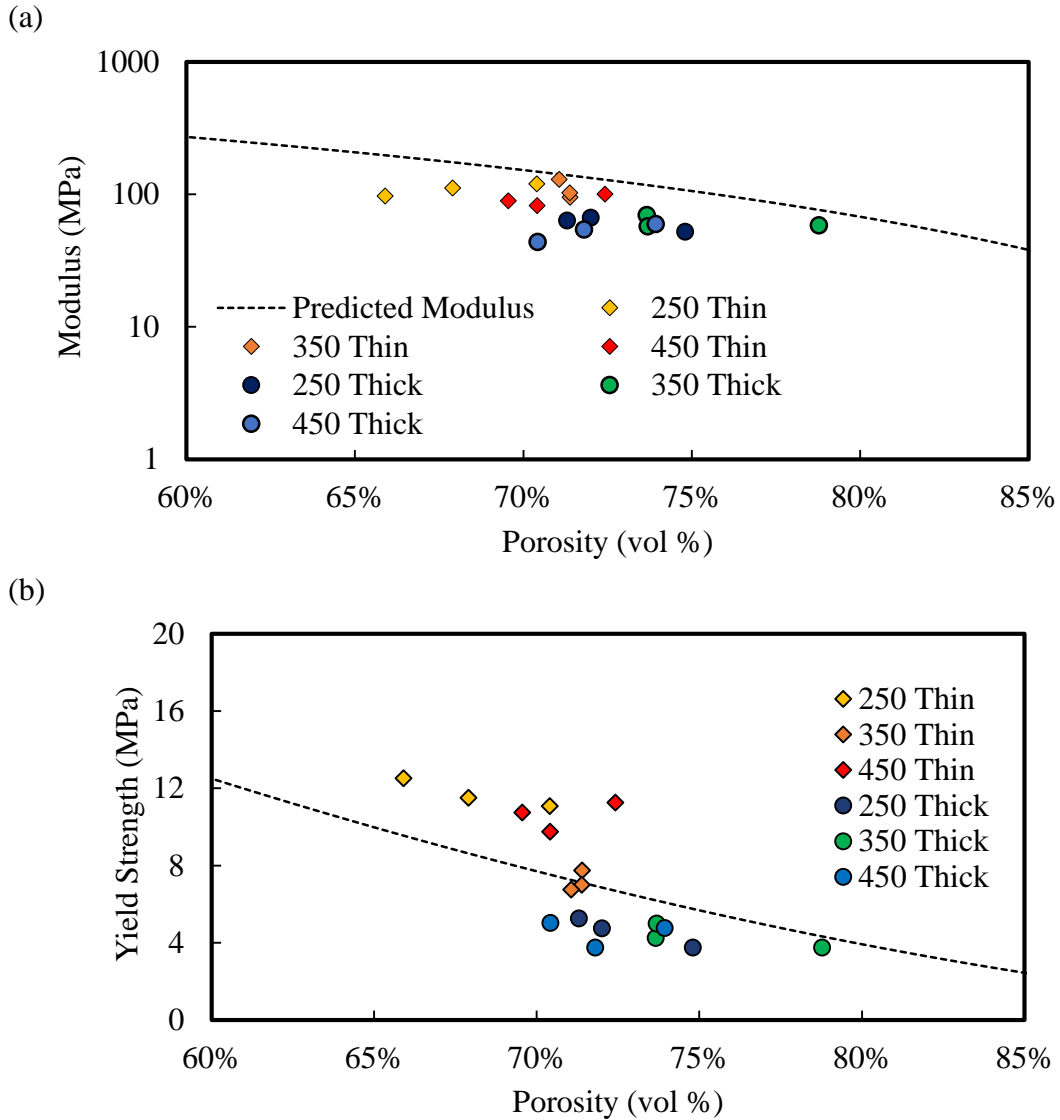 (a)
1000
100
10
1
Modulus (MPa)
Predicted Modulus
250 Thin
350 Thin
450 Thin
250 Thick
350 Thick
450 Thick
60%
65%
70%
75%
80%
85%
Porosity (vol %)
(b)
20
16
12
8
4
0
Yield Strength (MPa)
250 Thin
350 Thin
450 Thin
250 Thick
350 Thick
450 Thick
60%
65%
70%
75%
80%
85%
Porosity (vol %)